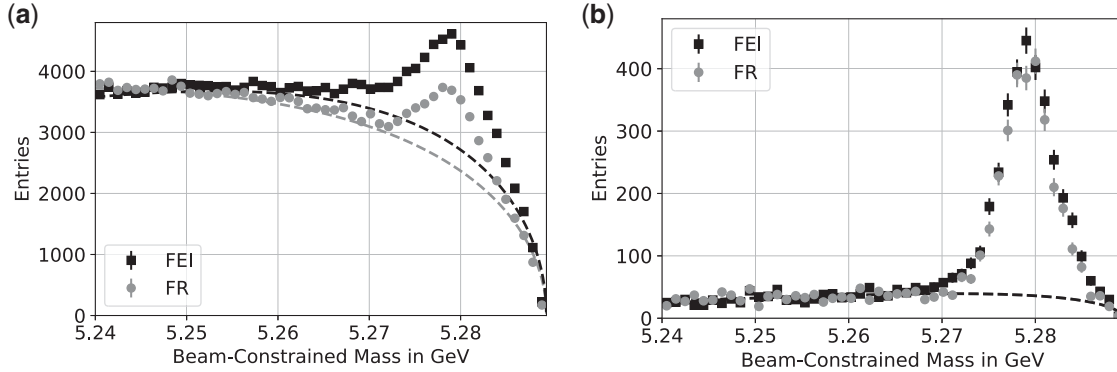 (a)
Entries
4000
3000
2000
1000
0
FEI
FR
5.24
5.25
5.26
5.27
5.28
Beam-Constrained Mass in GeV
(b)
Entries
400
300
200
100
0
FEI
FR
5.24
5.25
5.26
5.27
5.28
Beam-Constrained Mass in GeV